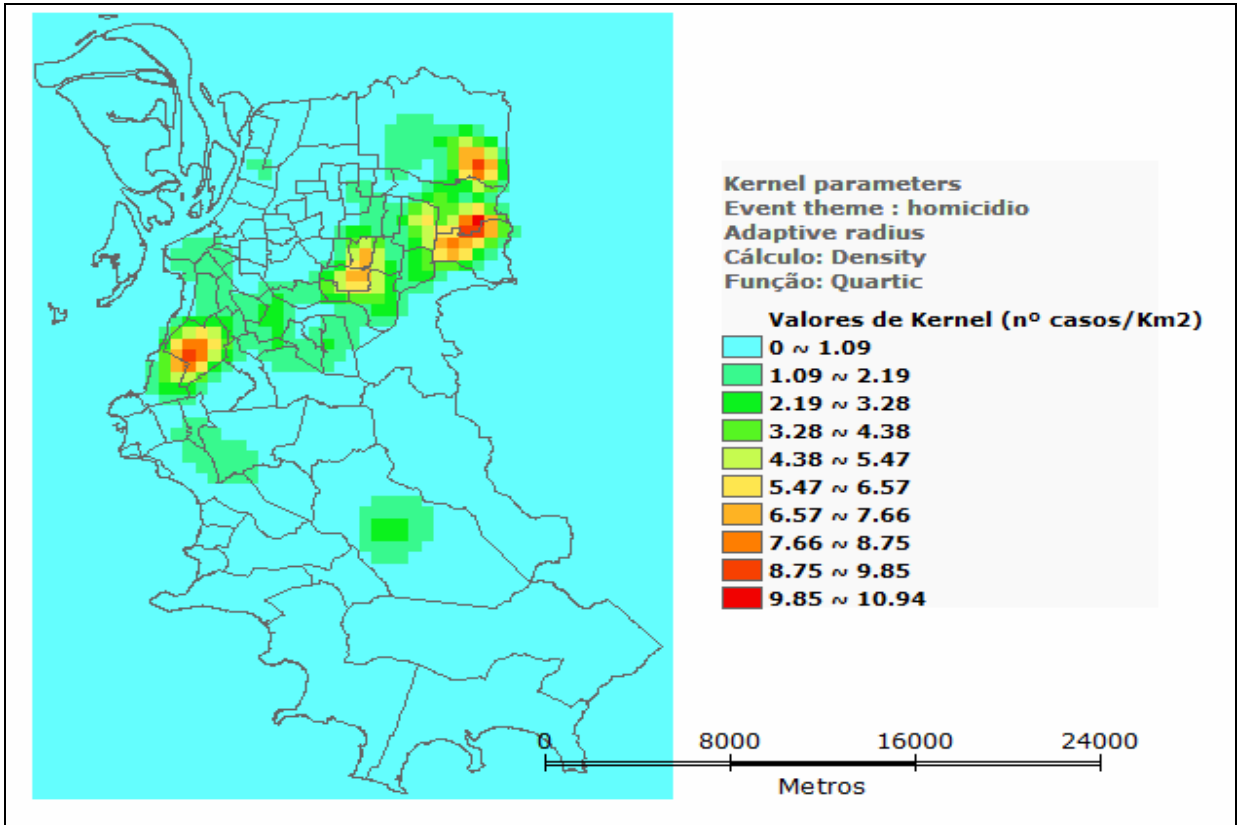 Kernel parameters
Event theme : homicidio
Adaptive radius
Cálculo: Density
Função: Quartic
Valores de Kernel (nº casos/Km2)
0 ~ 1.09
1.09 ~ 2.19
2.19 ~ 3.28
3.28 ~ 4.38
4.38 ~ 5.47
5.47 ~ 6.57
6.57 ~ 7.66
7.66 ~ 8.75
8.75 ~ 9.85
9.85 ~ 10.94
0 8000 16000 24000
Metros